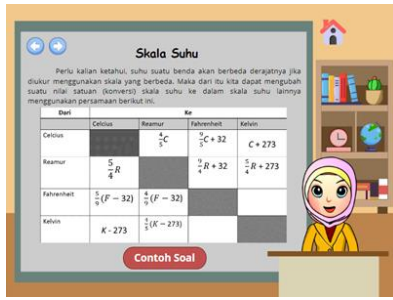 Skala Suhu
Perlu kalian ketahui, suhu suatu benda akan berbeda derajatnya jika
diukur menggunakan skala yang berbeda. Maka dari itu kita dapat mengubah
suatu nilai satuan (konversi) skala suhu ke dalam skala suhu lainnya
menggunakan persamaan berikut ini.
Dari Ke
Celcius Reamur Fahrenheit Kelvin
Celcius 4/5 C 9/5 C + 32 C + 273
Reamur 5/4 R 9/4 R + 32 5/4 R + 273
Fahrenheit 5/9 (F − 32) 4/9 (F − 32)
Kelvin K - 273 4/5 (K − 273)
Contoh Soal